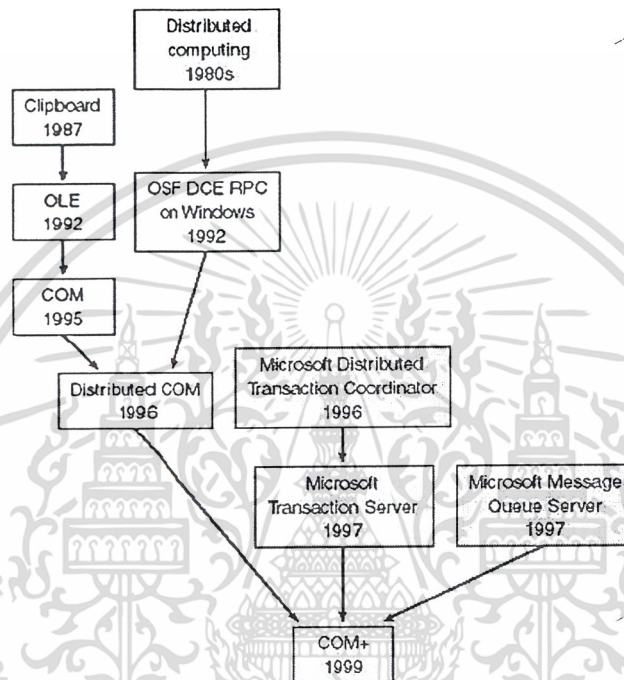 Distributed
computing
1980s
Clipboard
1987
OLE
1992
OSF DCE RPC
on Windows
1992
COM
1995
Distributed COM
1996
Microsoft Distributed
Transaction Coordinator
1996
Microsoft
Transaction Server
1997
Microsoft Message
Queue Server
1997
COM+
1999